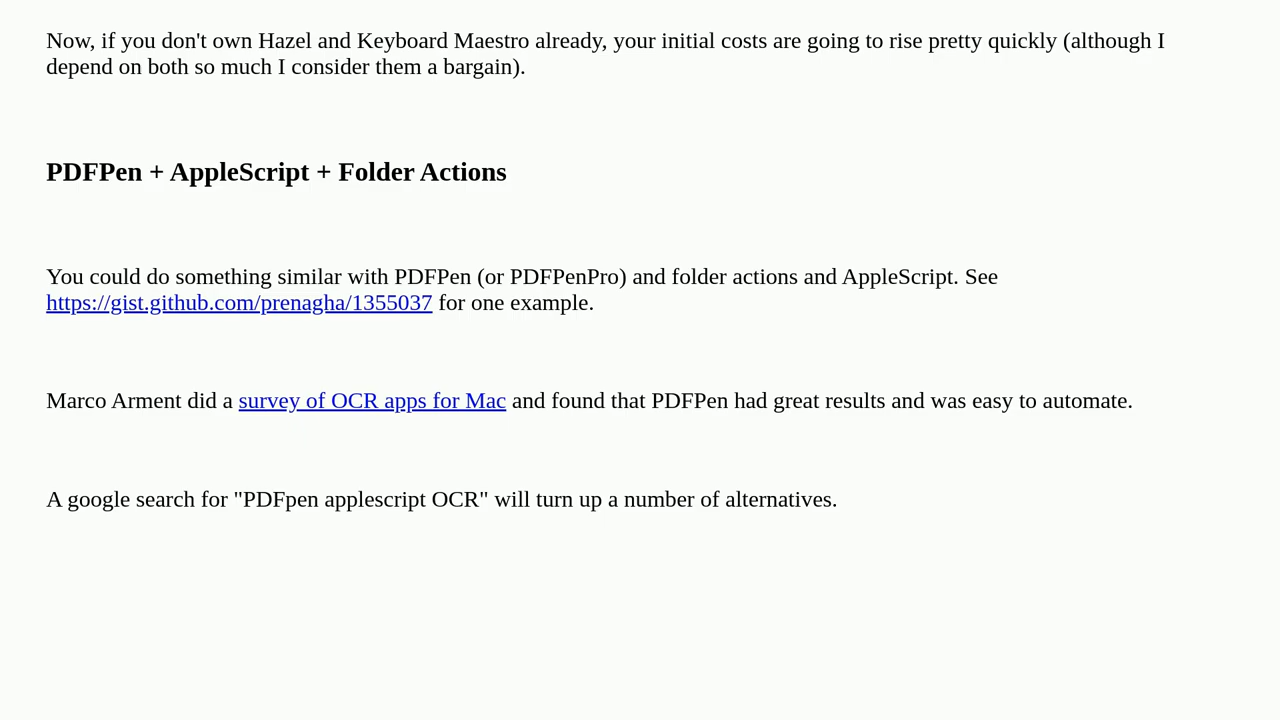 Now, if you don't own Hazel and Keyboard Maestro already, your initial costs are going to rise pretty quickly (although I
depend on both so much I consider them a bargain).
PDFPen + AppleScript + Folder Actions
You could do something similar with PDFPen (or PDFPenPro) and folder actions and AppleScript. See
https://gist.github.com/prenagha/1355037 for one example.
Marco Arment did a survey of OCR apps for Mac and found that PDFPen had great results and was easy to automate.
A google search for "PDFpen applescript OCR" will turn up a number of alternatives.